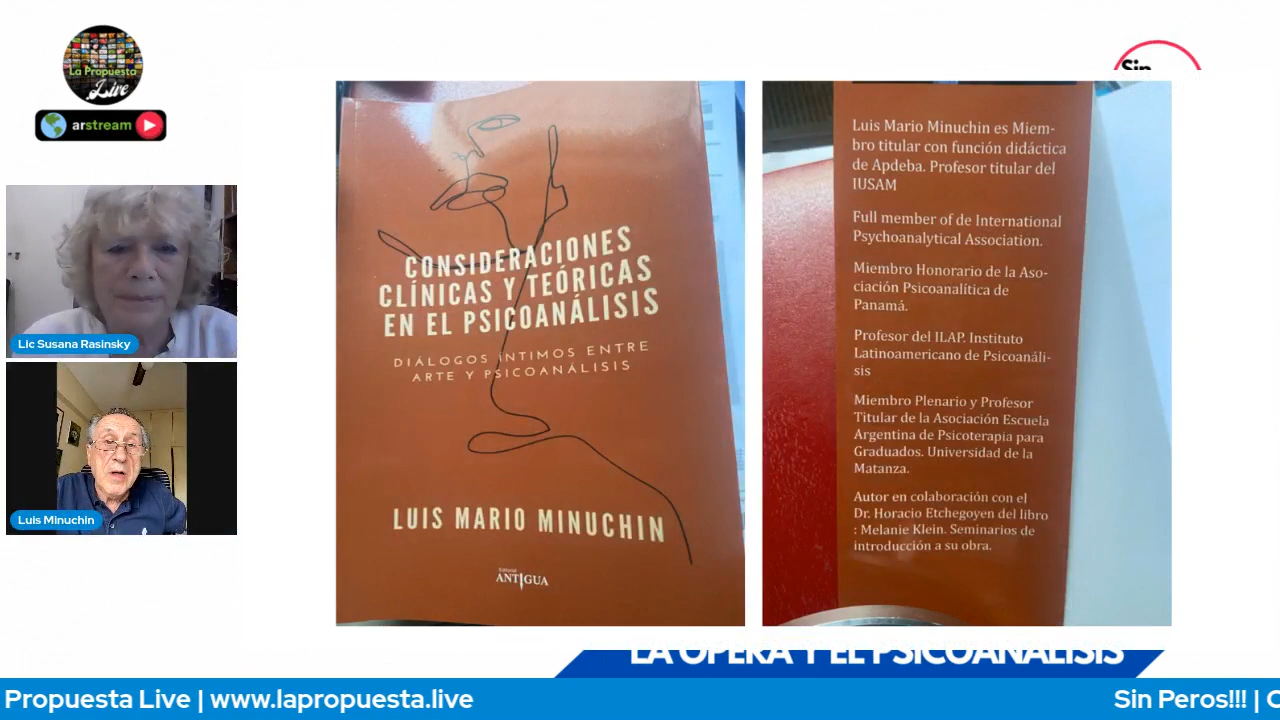 La Propuesta
Live
arstream
Sin
Lic Susana Rasinsky
Luis Minuchin
CONSIDERACIONES
CLÍNICAS Y TEÓRICAS
EN EL PSICOANÁLISIS
DIÁLOGOS ÍNTIMOS ENTRE
ARTE Y PSICOANÁLISIS
LUIS MARIO MINUCHIN
Editorial
ANTIGUA
Luis Mario Minuchin es Miem-
bro titular con función didáctica
de Apdeba. Profesor titular del
IUSAM
Full member of de International
Psychoanalytical Association.
Miembro Honorario de la Aso-
ciación Psicoanalítica de
Panamá.
Profesor del ILAP. Instituto
Latinoamericano de Psicoanáli-
sis
Miembro Plenario y Profesor
Titular de la Asociación Escuela
Argentina de Psicoterapia para
Graduados. Universidad de la
Matanza.
Autor en colaboración con el
Dr. Horacio Etchegoyen del libro
: Melanie Klein. Seminarios de
introducción a su obra.
LA OPERA Y EL PSICOANALISIS
Propuesta Live | www.lapropuesta.live
Sin Peros!!! |